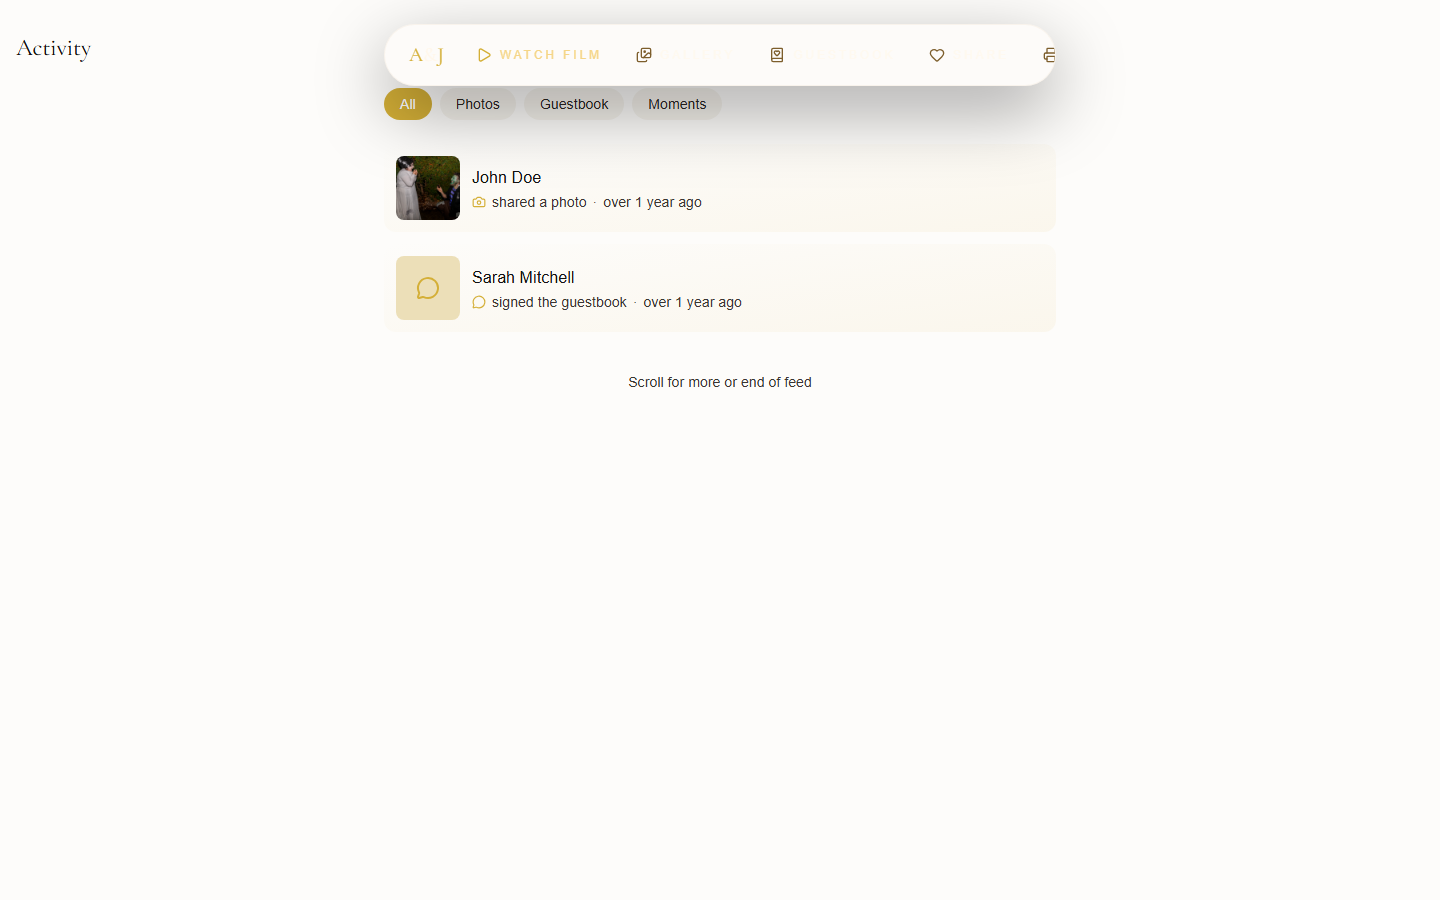 Activity
A J
WATCH FILM
All
Photos
Guestbook
Moments
John Doe
shared a photo · over 1 year ago
Sarah Mitchell
signed the guestbook · over 1 year ago
Scroll for more or end of feed